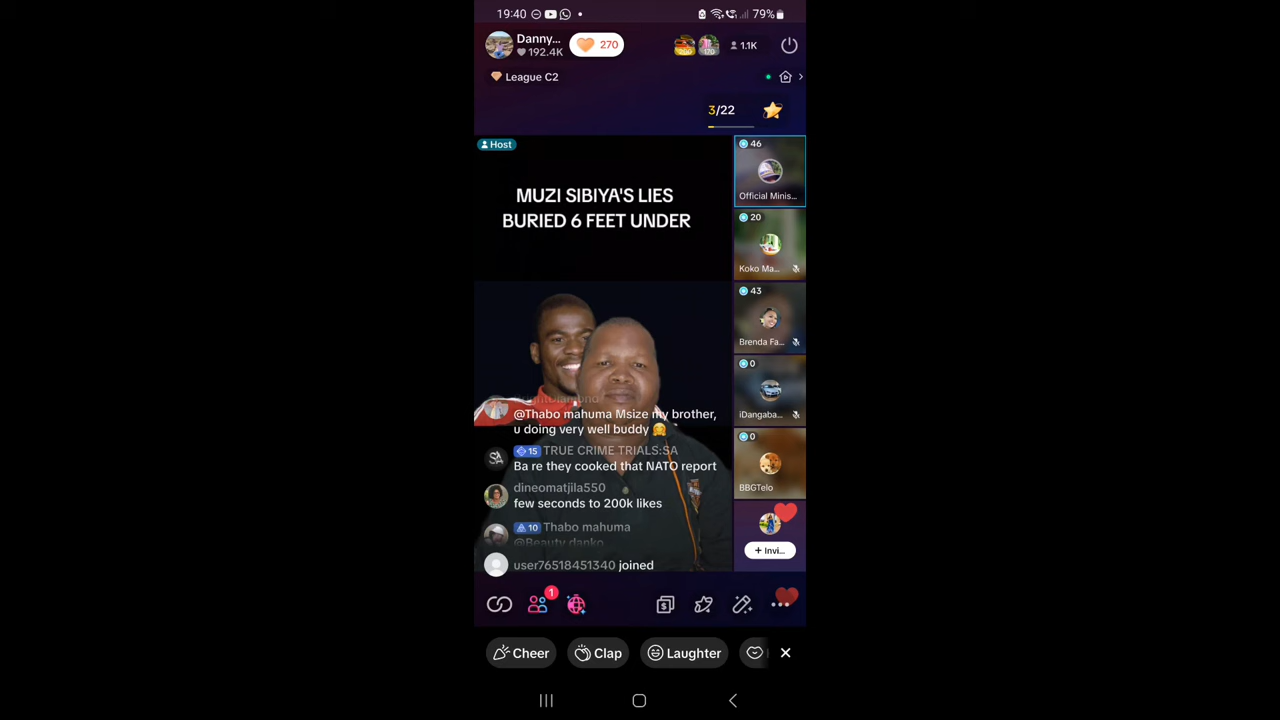 19:40
79%
Danny...
192.4K
270
1.1K
League C2
3/22
Host
MUZI SIBIYA'S LIES
BURIED 6 FEET UNDER
46
Official Minis...
20
Koko Ma...
43
Brenda Fa...
0
iDangaba...
0
BBGTelo
+ Invi...
@Thabo mahuma Msize my brother,
u doing very well buddy 🤗
15 TRUE CRIME TRIALS:SA
Ba re they cooked that NATO report
dineomatjila550
few seconds to 200k likes
10 Thabo mahuma
@Beauty danko
user76518451340 joined
1
Cheer
Clap
Laughter